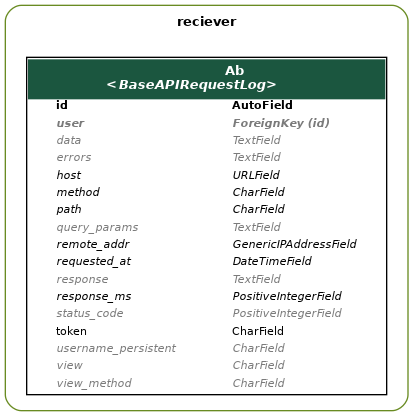 reciever
Ab
<BaseAPIRequestLog>
id AutoField
user ForeignKey (id)
data TextField
errors TextField
host URLField
method CharField
path CharField
query_params TextField
remote_addr GenericIPAddressField
requested_at DateTimeField
response TextField
response_ms PositiveIntegerField
status_code PositiveIntegerField
token CharField
username_persistent CharField
view CharField
view_method CharField